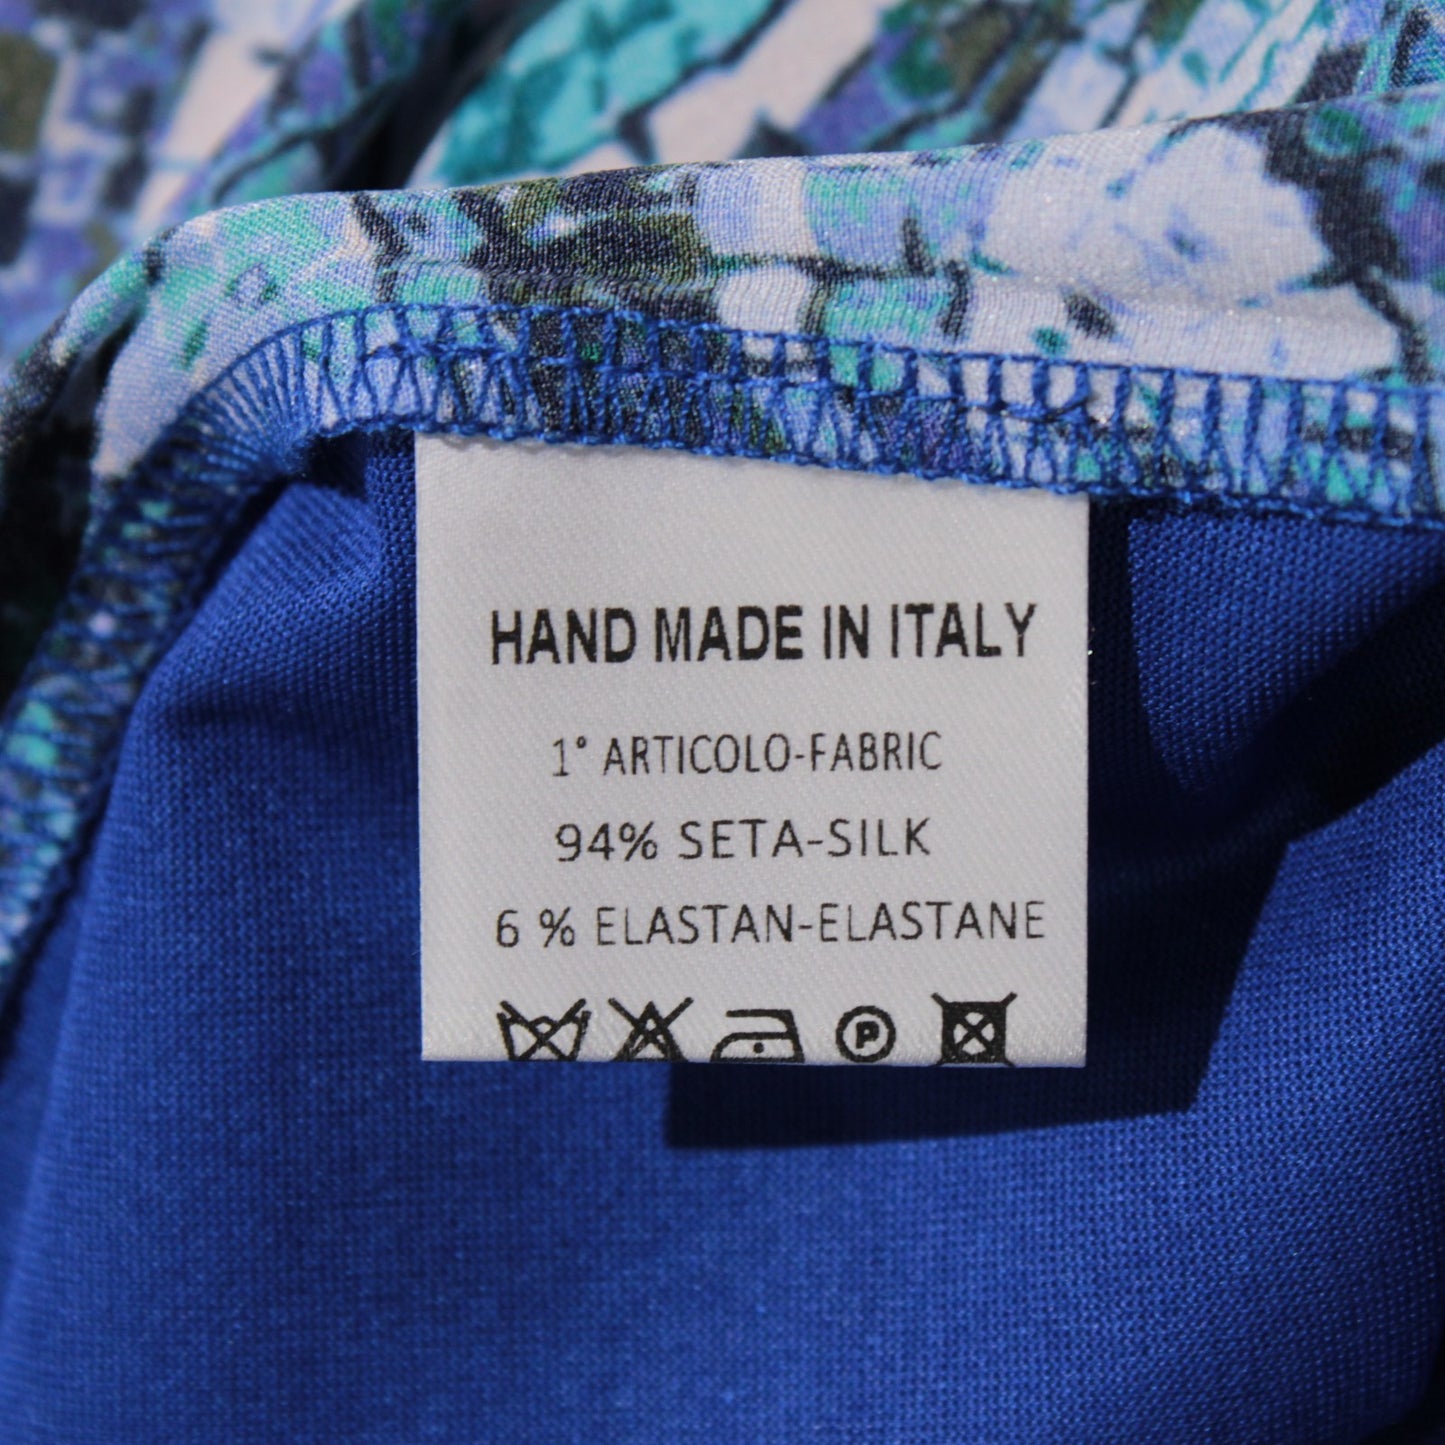 HAND MADE IN ITALY
1° ARTICOLO-FABRIC
94% SETA-SILK
6 % ELASTAN-ELASTANE
P